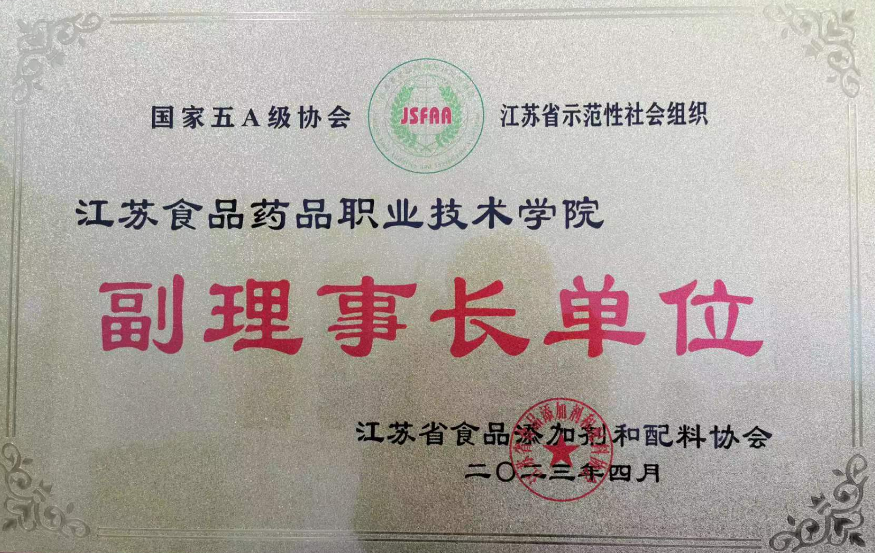 国家五A级协会
JSFAA
江苏省示范性社会组织
江苏食品药品职业技术学院
副理事长单位
江苏省食品添加剂和配料协会
二〇二三年四月